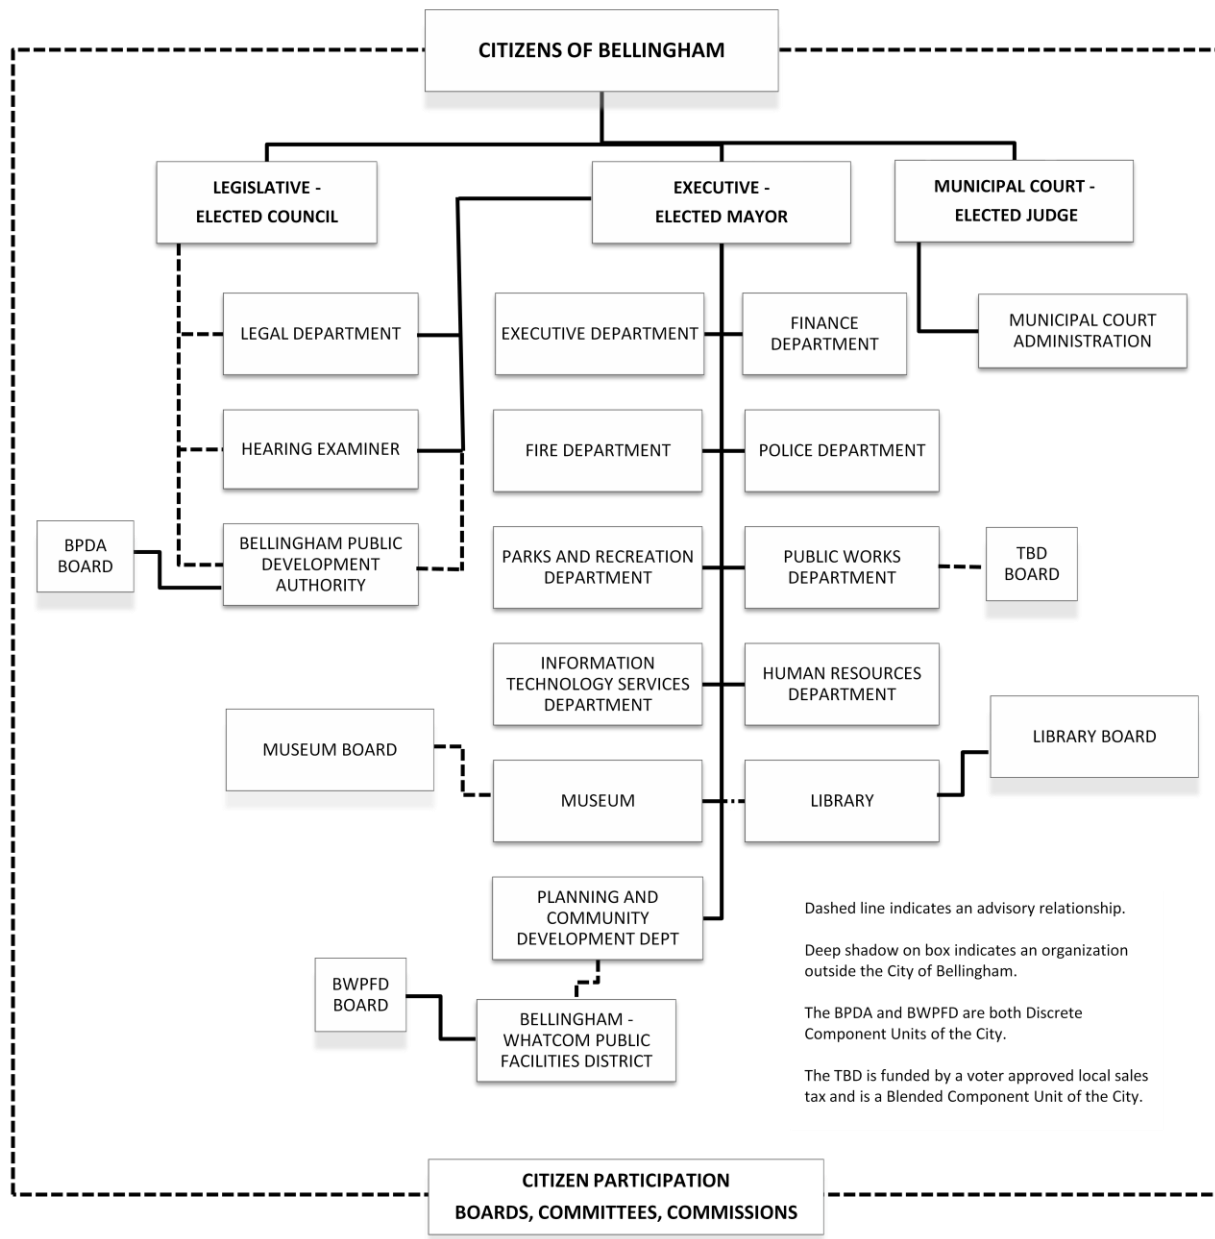 CITIZENS OF BELLINGHAM
LEGISLATIVE -
ELECTED COUNCIL
EXECUTIVE -
ELECTED MAYOR
MUNICIPAL COURT -
ELECTED JUDGE
LEGAL DEPARTMENT
EXECUTIVE DEPARTMENT
FINANCE
DEPARTMENT
MUNICIPAL COURT
ADMINISTRATION
HEARING EXAMINER
FIRE DEPARTMENT
POLICE DEPARTMENT
BPDA
BOARD
BELLINGHAM PUBLIC
DEVELOPMENT
AUTHORITY
PARKS AND RECREATION
DEPARTMENT
PUBLIC WORKS
DEPARTMENT
TBD
BOARD
INFORMATION
TECHNOLOGY SERVICES
DEPARTMENT
HUMAN RESOURCES
DEPARTMENT
MUSEUM BOARD
LIBRARY BOARD
MUSEUM
LIBRARY
PLANNING AND
COMMUNITY
DEVELOPMENT DEPT
BWPFD
BOARD
BELLINGHAM -
WHATCOM PUBLIC
FACILITIES DISTRICT
Dashed line indicates an advisory relationship.
Deep shadow on box indicates an organization
outside the City of Bellingham.
The BPDA and BWPFD are both Discrete
Component Units of the City.
The TBD is funded by a voter approved local sales
tax and is a Blended Component Unit of the City.
CITIZEN PARTICIPATION
BOARDS, COMMITTEES, COMMISSIONS